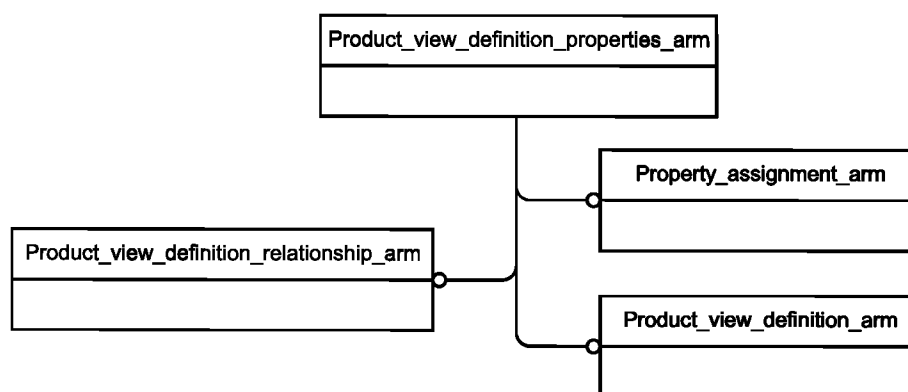 Product_view_definition_properties_arm
Property_assignment_arm
Product_view_definition_relationship_arm
Product_view_definition_arm